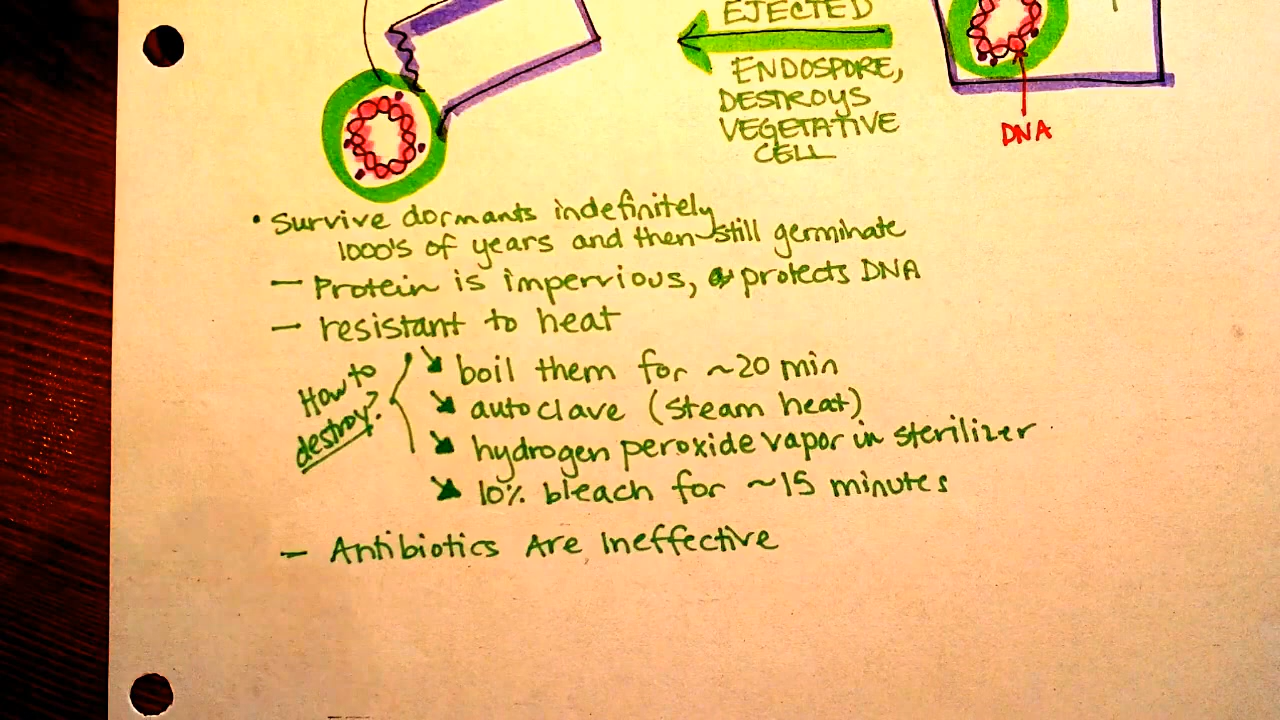 EJECTED
ENDOSPORE,
DESTROYS
VEGETATIVE
CELL
DNA
• Survive dormants indefinitely
1000's of years and then still germinate
– Protein is impervious, protects DNA
– resistant to heat
How to
destroy?
boil them for ~20 min
autoclave (steam heat)
hydrogen peroxide vapor in sterilizer
10% bleach for ~15 minutes
– Antibiotics Are Ineffective